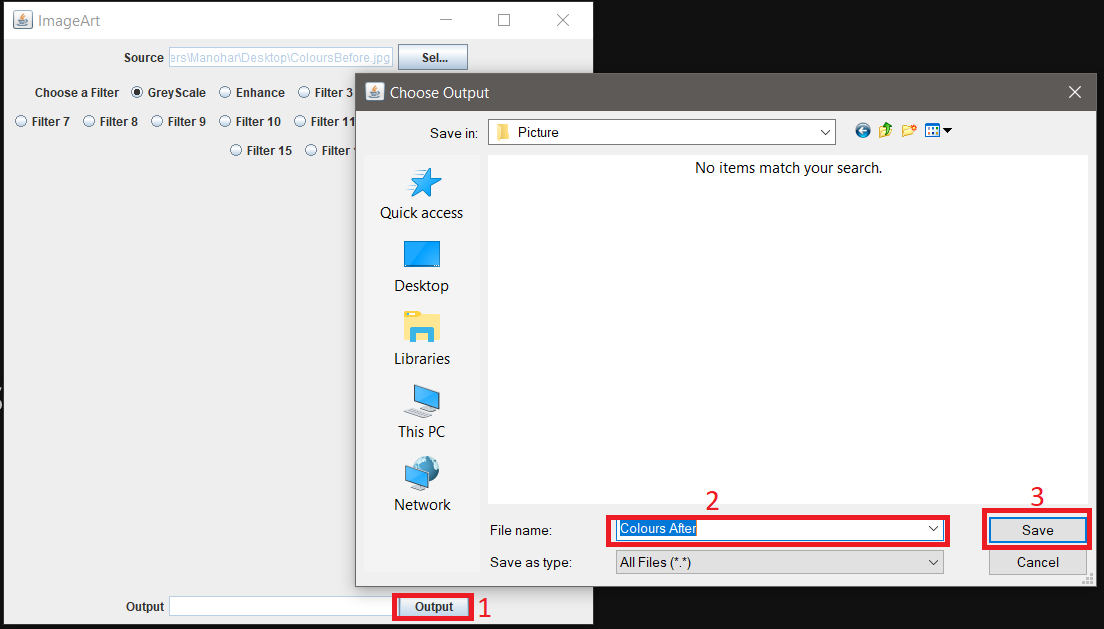 ImageArt
Source ers\Manohar\Desktop\ColoursBefore.jpg Sel...
Choose a Filter GreyScale Enhance Filter 3
Filter 7 Filter 8 Filter 9 Filter 10 Filter 11
Filter 15 Filter
Choose Output
Save in: Picture
No items match your search.
Quick access
Desktop
Libraries
This PC
Network
2
3
File name: Colours After Save
Save as type: All Files (*.*) Cancel
Output Output 1